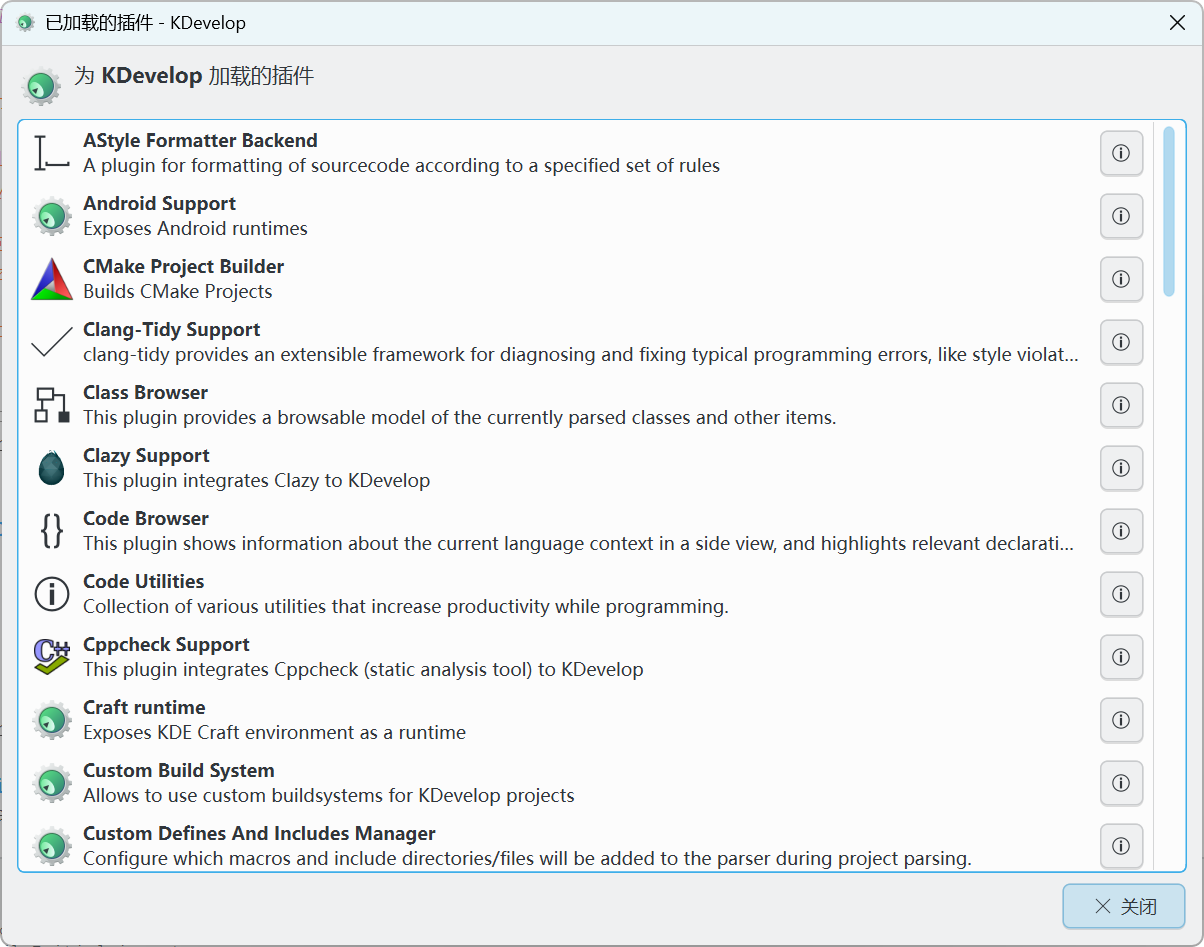 已加载的插件 - KDevelop
为 KDevelop 加载的插件
AStyle Formatter Backend
A plugin for formatting of sourcecode according to a specified set of rules
Android Support
Exposes Android runtimes
CMake Project Builder
Builds CMake Projects
Clang-Tidy Support
clang-tidy provides an extensible framework for diagnosing and fixing typical programming errors, like style violat...
Class Browser
This plugin provides a browsable model of the currently parsed classes and other items.
Clazy Support
This plugin integrates Clazy to KDevelop
Code Browser
This plugin shows information about the current language context in a side view, and highlights relevant declarati...
Code Utilities
Collection of various utilities that increase productivity while programming.
Cppcheck Support
This plugin integrates Cppcheck (static analysis tool) to KDevelop
Craft runtime
Exposes KDE Craft environment as a runtime
Custom Build System
Allows to use custom buildsystems for KDevelop projects
Custom Defines And Includes Manager
Configure which macros and include directories/files will be added to the parser during project parsing.
关闭